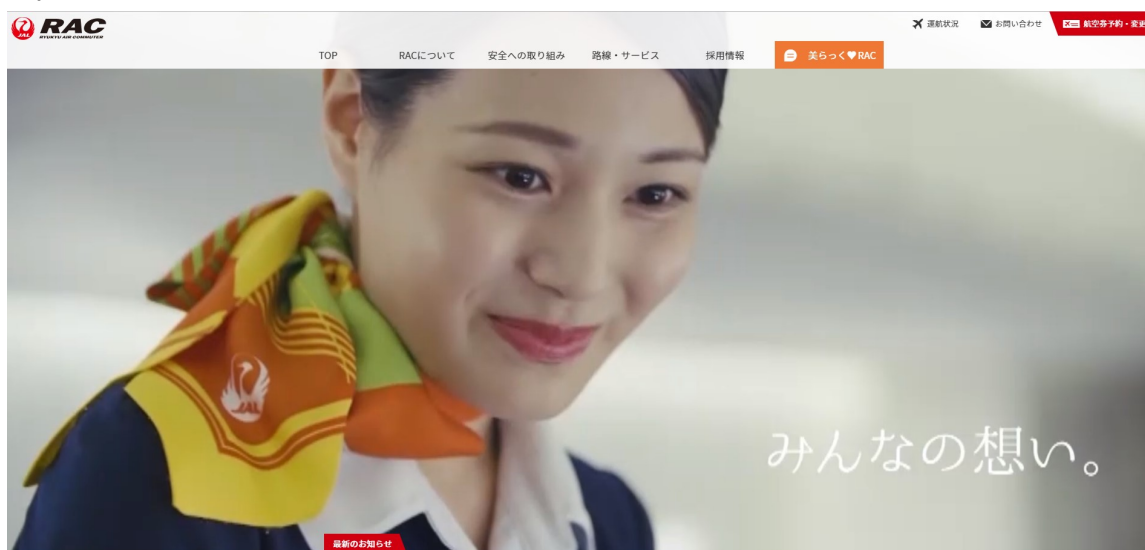 JAL
RAC
RYUKYU AIR COMMUTER
運航状況
お問い合わせ
航空券予約・変更
TOP
RACについて
安全への取り組み
路線・サービス
採用情報
美らっく♥RAC
JAL
みんなの想い。
最新のお知らせ